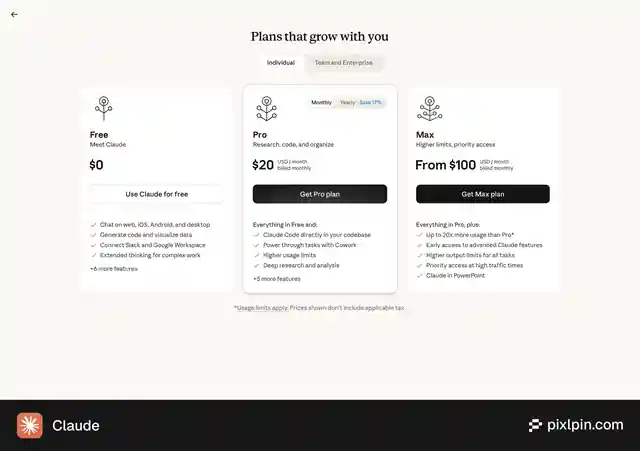 ←
Plans that grow with you
Individual
Team and Enterprise
Free
Meet Claude
$0
Use Claude for free
✓ Chat on web, iOS, Android, and desktop
✓ Generate code and visualize data
✓ Connect Slack and Google Workspace
✓ Extended thinking for complex work
+6 more features
Monthly
Yearly · Save 17%
Pro
Research, code, and organize
$20
USD / month
billed monthly
Get Pro plan
Everything in Free and:
✓ Claude Code directly in your codebase
✓ Power through tasks with Cowork
✓ Higher usage limits
✓ Deep research and analysis
+5 more features
Max
Higher limits, priority access
From $100
USD / month
billed monthly
Get Max plan
Everything in Pro, plus:
✓ Up to 20x more usage than Pro*
✓ Early access to advanced Claude features
✓ Higher output limits for all tasks
✓ Priority access at high traffic times
✓ Claude in PowerPoint
*Usage limits apply. Prices shown don't include applicable tax.
Claude
pixlpin.com